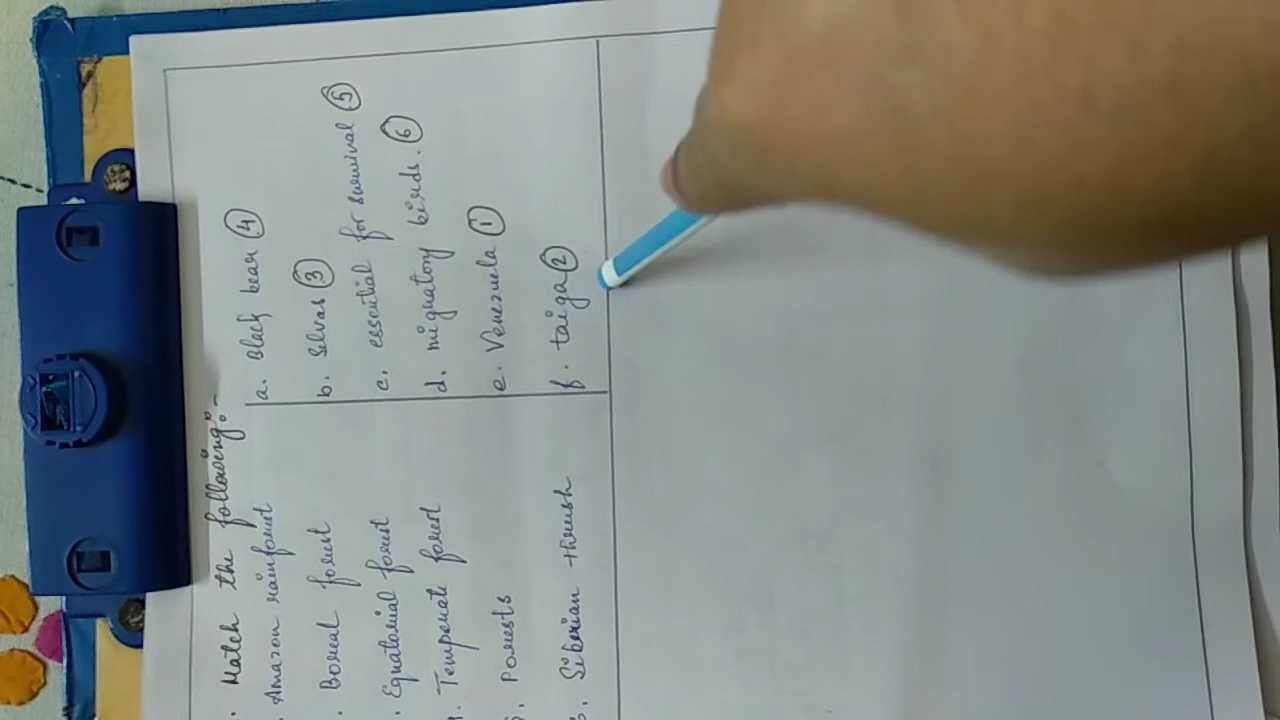 . Match the following:-
. Amazon rainforest
. Boreal forest
. Equatorial forest
. Temperate forest
. Forests
. Siberian thrush
a. Black bear ④
b. Selvas ③
c. essential for survival ⑤
d. migratory birds. ⑥
e. Venezuela ①
f. taiga ②